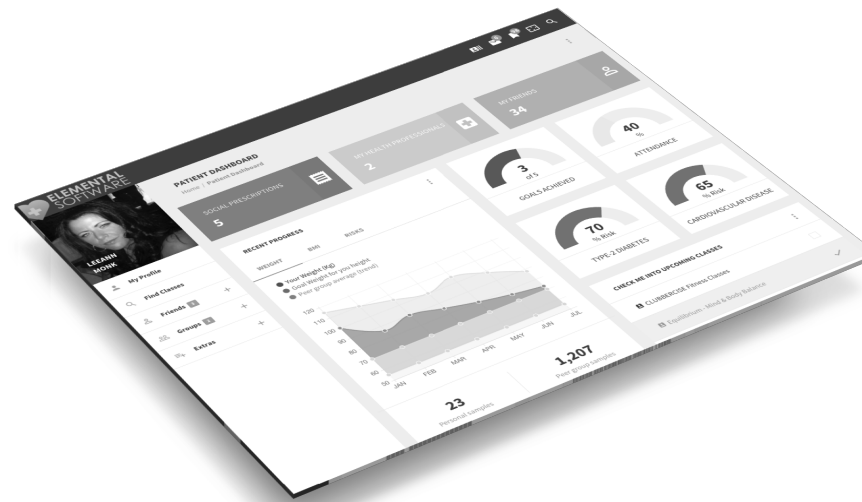 ELEMENTAL
SOFTWARE
LEEANN
MONK
My Profile
Find Classes
Friends
Groups
Extras
PATIENT DASHBOARD
Home / Patient Dashboard
SOCIAL PRESCRIPTIONS
5
MY HEALTH PROFESSIONALS
2
MY FRIENDS
34
RECENT PROGRESS
WEIGHT BMI RISKS
Your Weight (Kg)
Goal Weight for you height
Peer group average (trend)
120
110
100
90
80
70
60
50
JAN FEB MAR APR MAY JUN JUL
23
Personal samples
1,207
Peer group samples
3
of 5
GOALS ACHIEVED
40
%
ATTENDANCE
70
% Risk
TYPE-2 DIABETES
65
% Risk
CARDIOVASCULAR DISEASE
CHECK ME INTO UPCOMING CLASSES
CLUBBERCISE Fitness Classes
Equilibrium - Mind & Body Balance